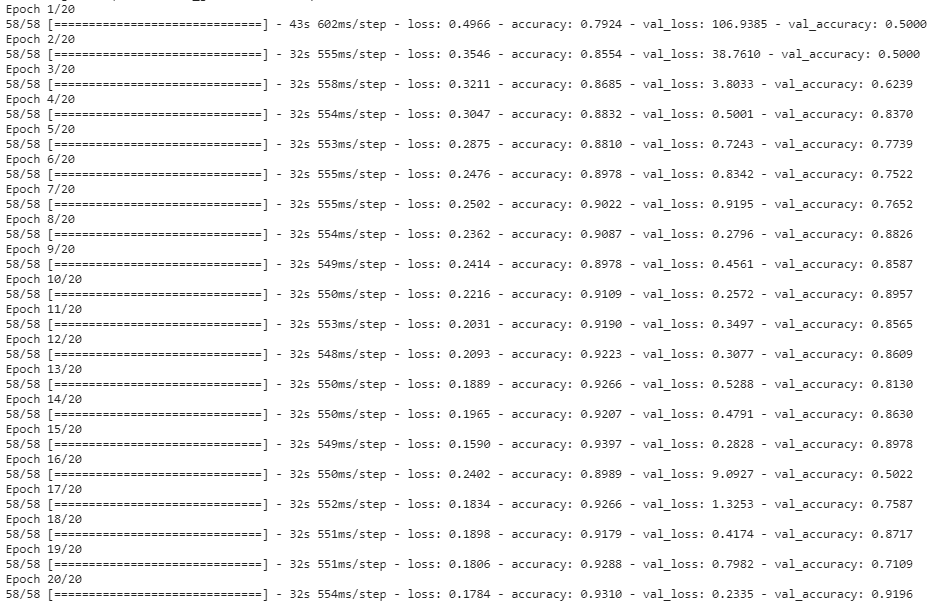 Epoch 1/20
58/58 [==============================] - 43s 602ms/step - loss: 0.4966 - accuracy: 0.7924 - val_loss: 106.9385 - val_accuracy: 0.5000
Epoch 2/20
58/58 [==============================] - 32s 555ms/step - loss: 0.3546 - accuracy: 0.8554 - val_loss: 38.7610 - val_accuracy: 0.5000
Epoch 3/20
58/58 [==============================] - 32s 558ms/step - loss: 0.3211 - accuracy: 0.8685 - val_loss: 3.8033 - val_accuracy: 0.6239
Epoch 4/20
58/58 [==============================] - 32s 554ms/step - loss: 0.3047 - accuracy: 0.8832 - val_loss: 0.5001 - val_accuracy: 0.8370
Epoch 5/20
58/58 [==============================] - 32s 553ms/step - loss: 0.2875 - accuracy: 0.8810 - val_loss: 0.7243 - val_accuracy: 0.7739
Epoch 6/20
58/58 [==============================] - 32s 555ms/step - loss: 0.2476 - accuracy: 0.8978 - val_loss: 0.8342 - val_accuracy: 0.7522
Epoch 7/20
58/58 [==============================] - 32s 555ms/step - loss: 0.2502 - accuracy: 0.9022 - val_loss: 0.9195 - val_accuracy: 0.7652
Epoch 8/20
58/58 [==============================] - 32s 554ms/step - loss: 0.2362 - accuracy: 0.9087 - val_loss: 0.2796 - val_accuracy: 0.8826
Epoch 9/20
58/58 [==============================] - 32s 549ms/step - loss: 0.2414 - accuracy: 0.8978 - val_loss: 0.4561 - val_accuracy: 0.8587
Epoch 10/20
58/58 [==============================] - 32s 550ms/step - loss: 0.2216 - accuracy: 0.9109 - val_loss: 0.2572 - val_accuracy: 0.8957
Epoch 11/20
58/58 [==============================] - 32s 553ms/step - loss: 0.2031 - accuracy: 0.9190 - val_loss: 0.3497 - val_accuracy: 0.8565
Epoch 12/20
58/58 [==============================] - 32s 548ms/step - loss: 0.2093 - accuracy: 0.9223 - val_loss: 0.3077 - val_accuracy: 0.8609
Epoch 13/20
58/58 [==============================] - 32s 550ms/step - loss: 0.1889 - accuracy: 0.9266 - val_loss: 0.5288 - val_accuracy: 0.8130
Epoch 14/20
58/58 [==============================] - 32s 550ms/step - loss: 0.1965 - accuracy: 0.9207 - val_loss: 0.4791 - val_accuracy: 0.8630
Epoch 15/20
58/58 [==============================] - 32s 549ms/step - loss: 0.1590 - accuracy: 0.9397 - val_loss: 0.2828 - val_accuracy: 0.8978
Epoch 16/20
58/58 [==============================] - 32s 550ms/step - loss: 0.2402 - accuracy: 0.8989 - val_loss: 9.0927 - val_accuracy: 0.5022
Epoch 17/20
58/58 [==============================] - 32s 552ms/step - loss: 0.1834 - accuracy: 0.9266 - val_loss: 1.3253 - val_accuracy: 0.7587
Epoch 18/20
58/58 [==============================] - 32s 551ms/step - loss: 0.1898 - accuracy: 0.9179 - val_loss: 0.4174 - val_accuracy: 0.8717
Epoch 19/20
58/58 [==============================] - 32s 551ms/step - loss: 0.1806 - accuracy: 0.9288 - val_loss: 0.7982 - val_accuracy: 0.7109
Epoch 20/20
58/58 [==============================] - 32s 554ms/step - loss: 0.1784 - accuracy: 0.9310 - val_loss: 0.2335 - val_accuracy: 0.9196